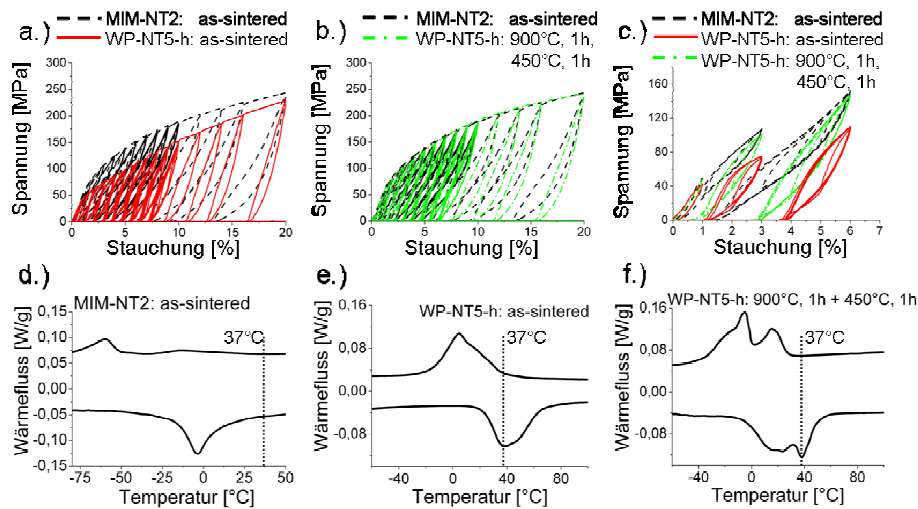 a.)
MIM-NT2: as-sintered
WP-NT5-h: as-sintered
Spannung [MPa]
250
200
150
100
50
0
0 5 10 15 20
Stauchung [%]
b.)
MIM-NT2: as-sintered
WP-NT5-h: 900°C, 1h,
450°C, 1h
Spannung [MPa]
250
200
150
100
50
0
0 5 10 15 20
Stauchung [%]
c.)
MIM-NT2: as-sintered
WP-NT5-h: as-sintered
WP-NT5-h: 900°C, 1h,
450°C, 1h
Spannung [MPa]
160
120
80
40
0
0 1 2 3 4 5 6 7
Stauchung [%]
d.)
MIM-NT2: as-sintered
37°C
Wärmefluss [W/g]
0,15
0,10
0,05
0,00
-0,05
-0,10
-0,15
-80 -50 0 50
Temperatur [°C]
e.)
WP-NT5-h: as-sintered
37°C
Wärmefluss [W/g]
0,16
0,08
0,00
-0,08
-40 0 40 80
Temperatur [°C]
f.)
WP-NT5-h: 900°C, 1h + 450°C, 1h
37°C
Wärmefluss [W/g]
0,16
0,08
0,00
-0,08
-60 -40 0 40 80
Temperatur [°C]